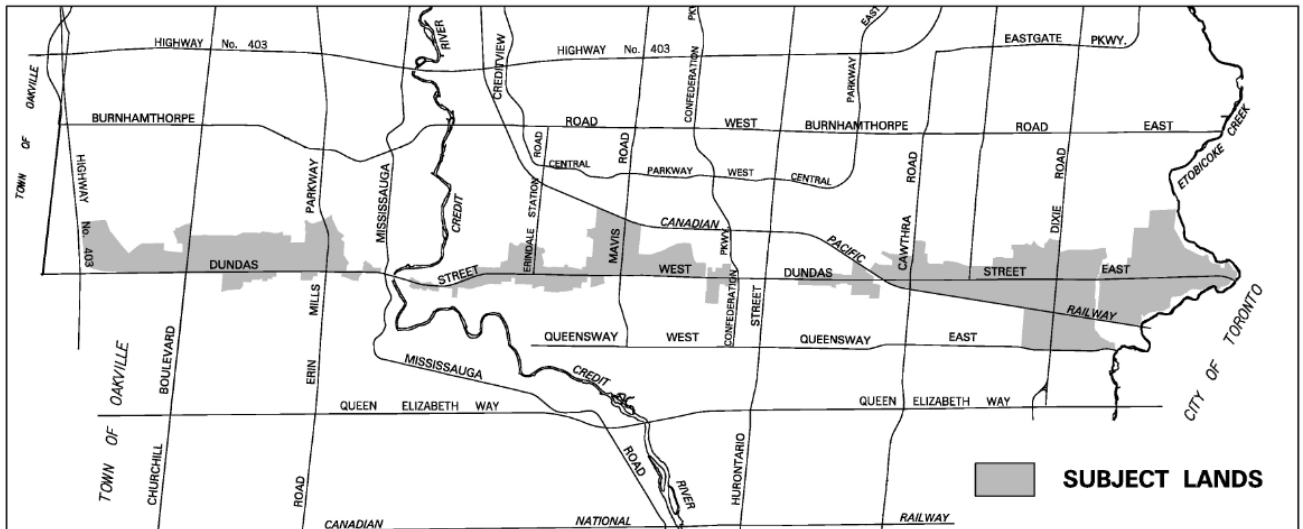 HIGHWAY No. 403
RIVER
CREDITVIEW
HIGHWAY No. 403
PKWY.
CONFEDERATION
PARKWAY
EAST
EASTGATE PKWY.
TOWN OF OAKVILLE
BURNHAMTHORPE
ROAD WEST
BURNHAMTHORPE ROAD EAST
ETOBICOKE CREEK
HIGHWAY No. 403
PARKWAY
MISSISSAUGA
CREDIT
ERINDALE STATION ROAD
ROAD
MAVIS
CENTRAL PARKWAY WEST CENTRAL
CANADIAN PACIFIC
RAILWAY
PKWY.
CONFEDERATION
CAWTHRA ROAD
DIXIE ROAD
DUNDAS STREET WEST DUNDAS STREET EAST
MILLS
ERIN
BOULEVARD
STREET
QUEENSWAY WEST QUEENSWAY EAST
MISSISSAUGA
CREDIT
CITY OF TORONTO
TOWN OF OAKVILLE
QUEEN ELIZABETH WAY
QUEEN ELIZABETH WAY
CHURCHILL
ROAD
ROAD
RIVER
HURONTARIO
SUBJECT LANDS
CANADIAN NATIONAL RAILWAY